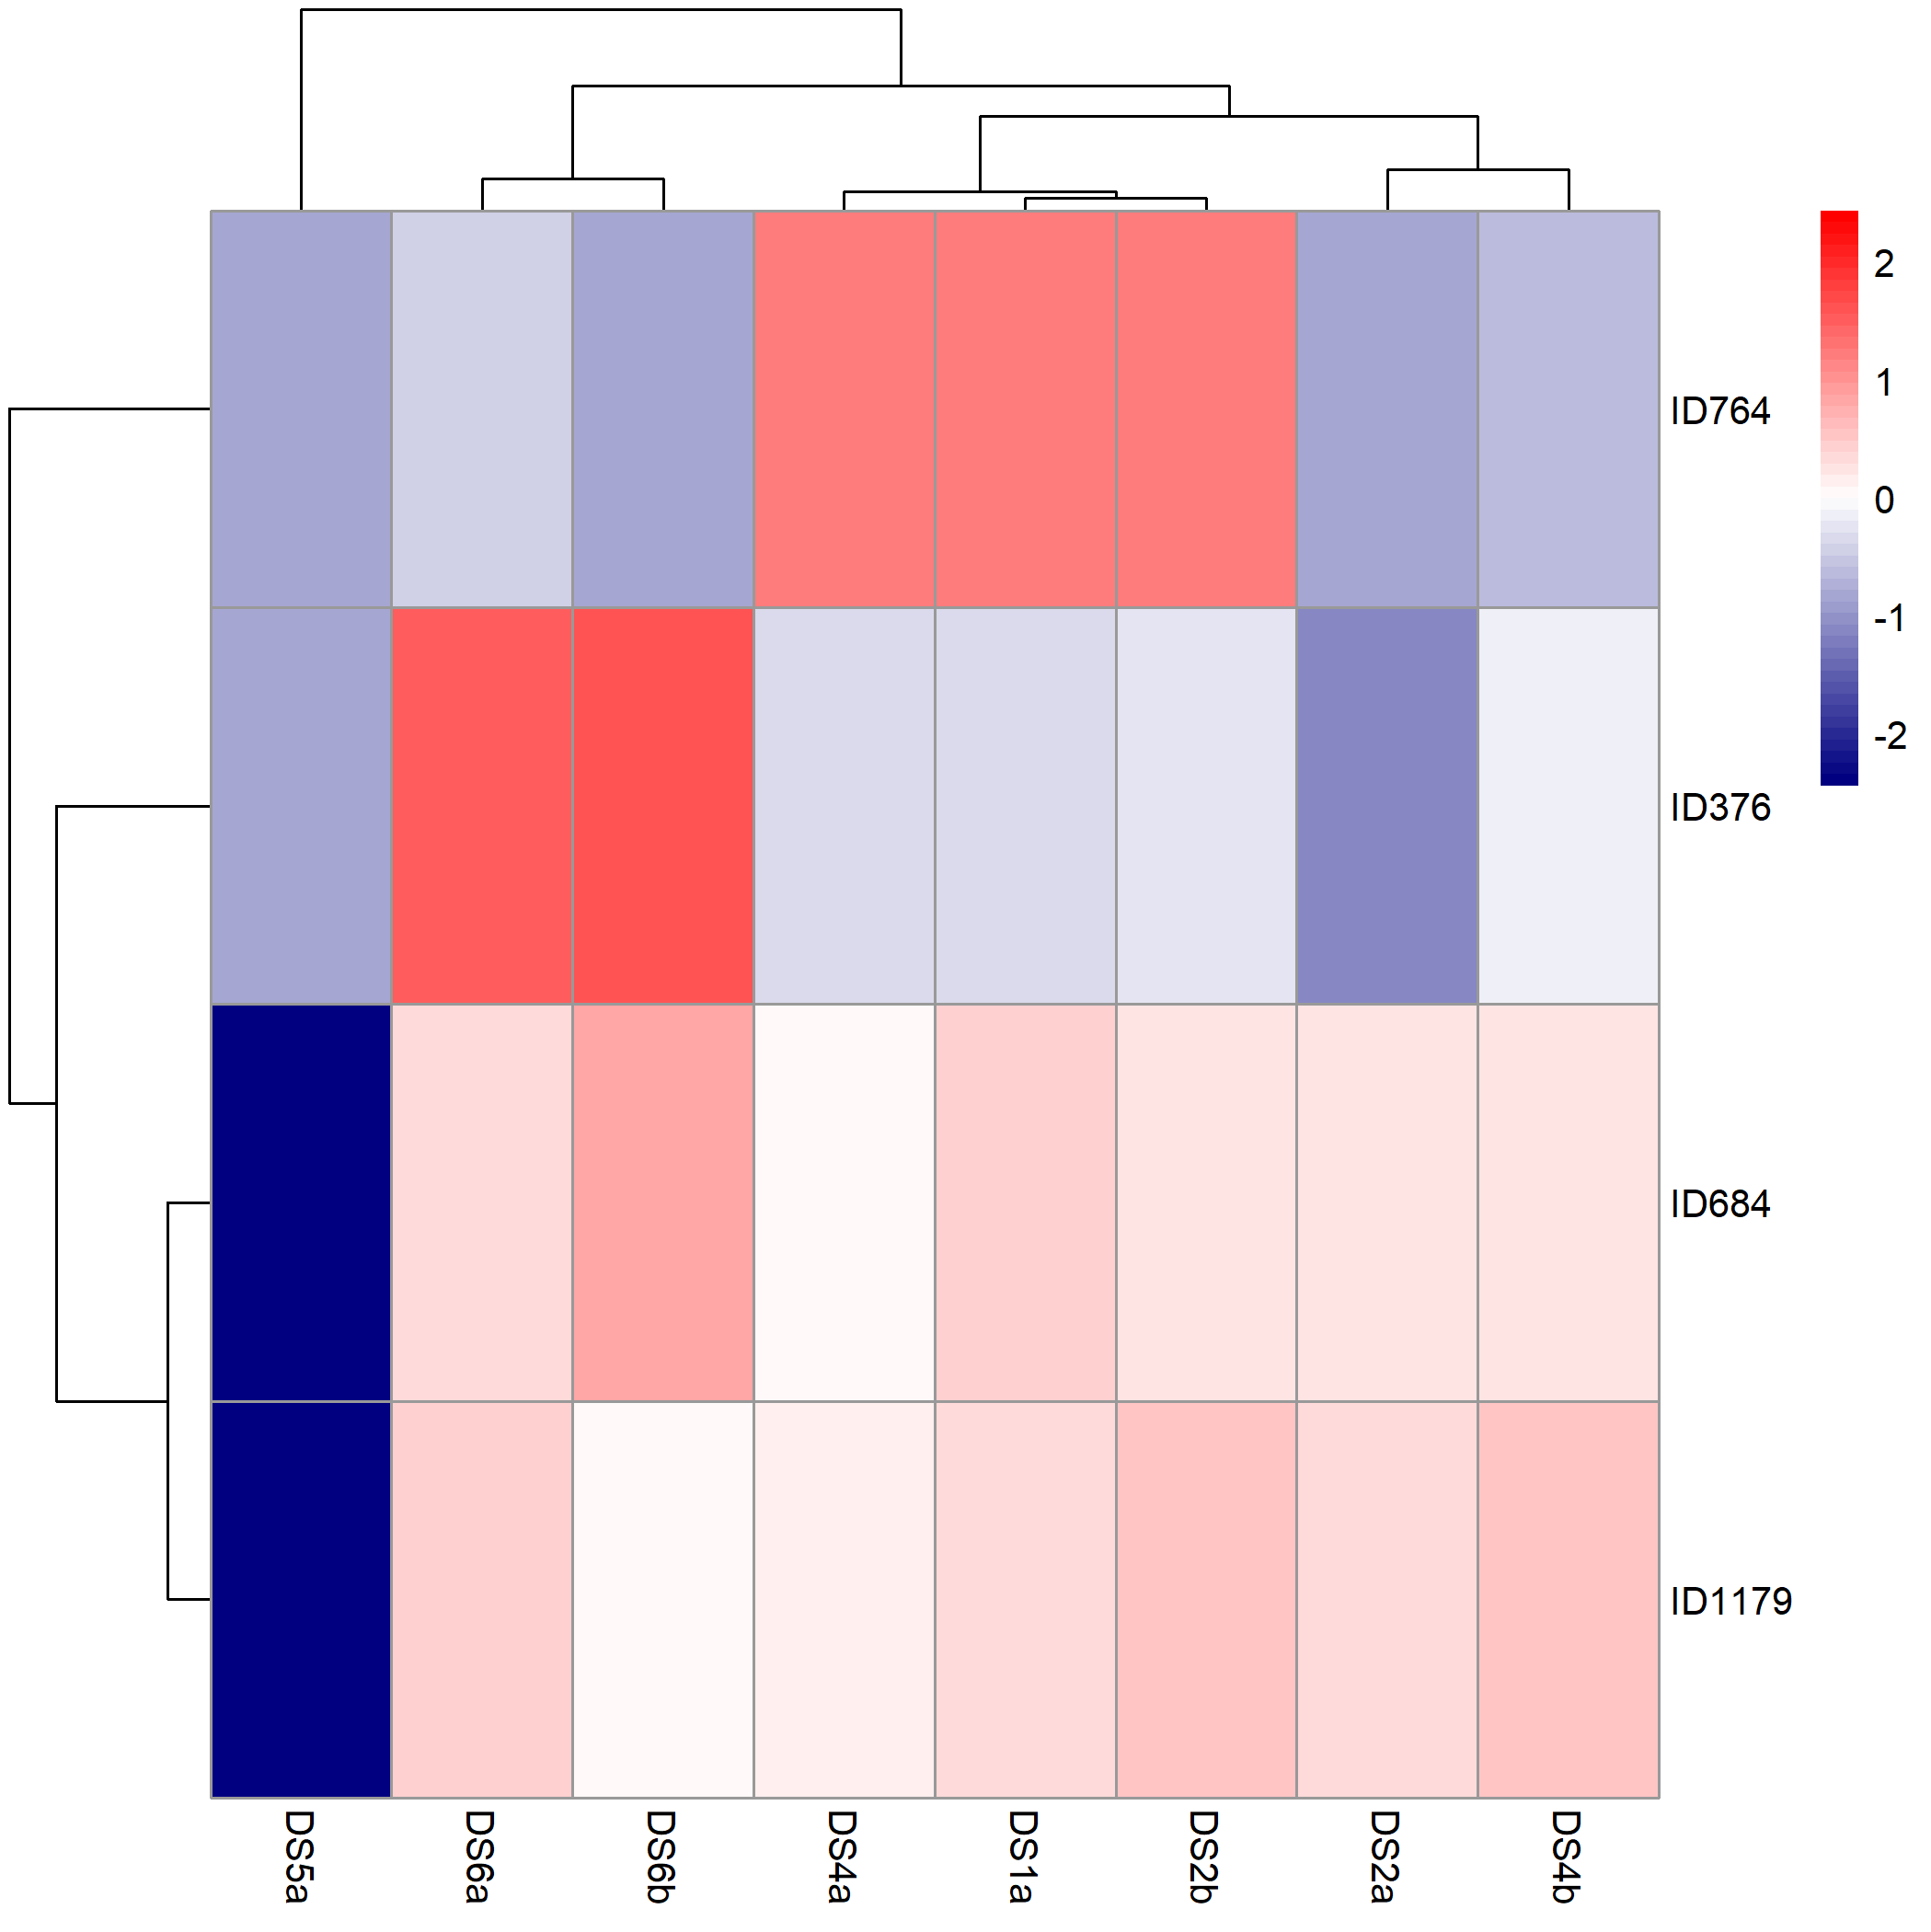 2
1
0
-1
-2
ID764
ID376
ID684
ID1179
DS5a
DS6a
DS6b
DS4a
DS1a
DS2b
DS2a
DS4b